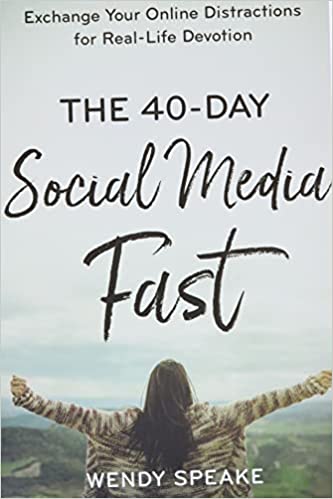 Exchange Your Online Distractions
for Real-Life Devotion
THE 40-DAY
Social Media
Fast
WENDY SPEAKE